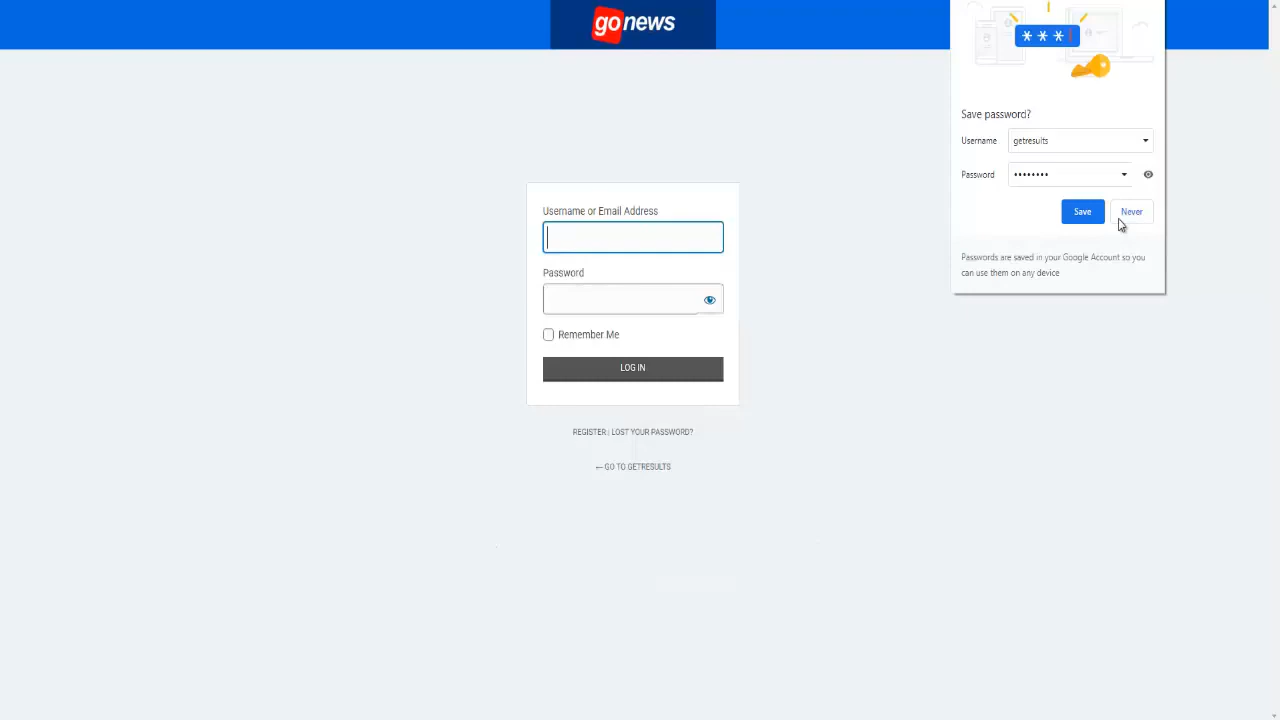 go news
* * *
Save password?
Username getresults
Password ••••••••
Save Never
Passwords are saved in your Google Account so you
can use them on any device
Username or Email Address
Password
Remember Me
LOG IN
REGISTER | LOST YOUR PASSWORD?
← GO TO GETRESULTS